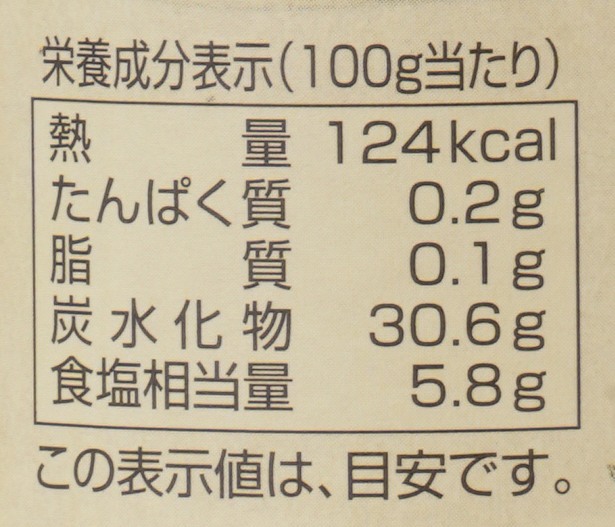 栄養成分表示(100g当たり)
熱量 124kcal
たんぱく質 0.2g
脂質 0.1g
炭水化物 30.6g
食塩相当量 5.8g
この表示値は、目安です。